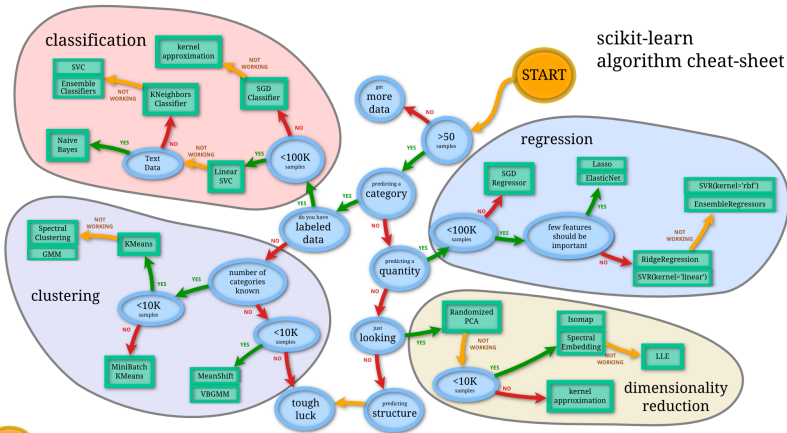 scikit-learn
algorithm cheat-sheet
START
classification
kernel
approximation
NOT
WORKING
SVC
Ensemble
Classifiers
NOT
WORKING
KNeighbors
Classifier
SGD
Classifier
NO
NO
Naive
Bayes
YES
Text
Data
NOT
WORKING
Linear
SVC
YES
<100K
samples
YES
get
more
data
NO
>50
samples
YES
predicting a
category
YES
do you have
labeled
data
NO
NO
predicting a
quantity
YES
NO
just
looking
YES
NO
predicting
structure
tough
luck
regression
SGD
Regressor
NO
<100K
samples
YES
Lasso
ElasticNet
YES
few features
should be
important
NO
SVR(kernel='rbf')
EnsembleRegressors
NOT
WORKING
RidgeRegression
SVR(kernel='linear')
clustering
Spectral
Clustering
GMM
NOT
WORKING
KMeans
YES
number of
categories
known
YES
NO
<10K
samples
NO
MiniBatch
KMeans
<10K
samples
YES
NO
MeanShift
VBGMM
dimensionality
reduction
Randomized
PCA
NOT
WORKING
<10K
samples
YES
NO
Isomap
Spectral
Embedding
NOT
WORKING
LLE
kernel
approximation